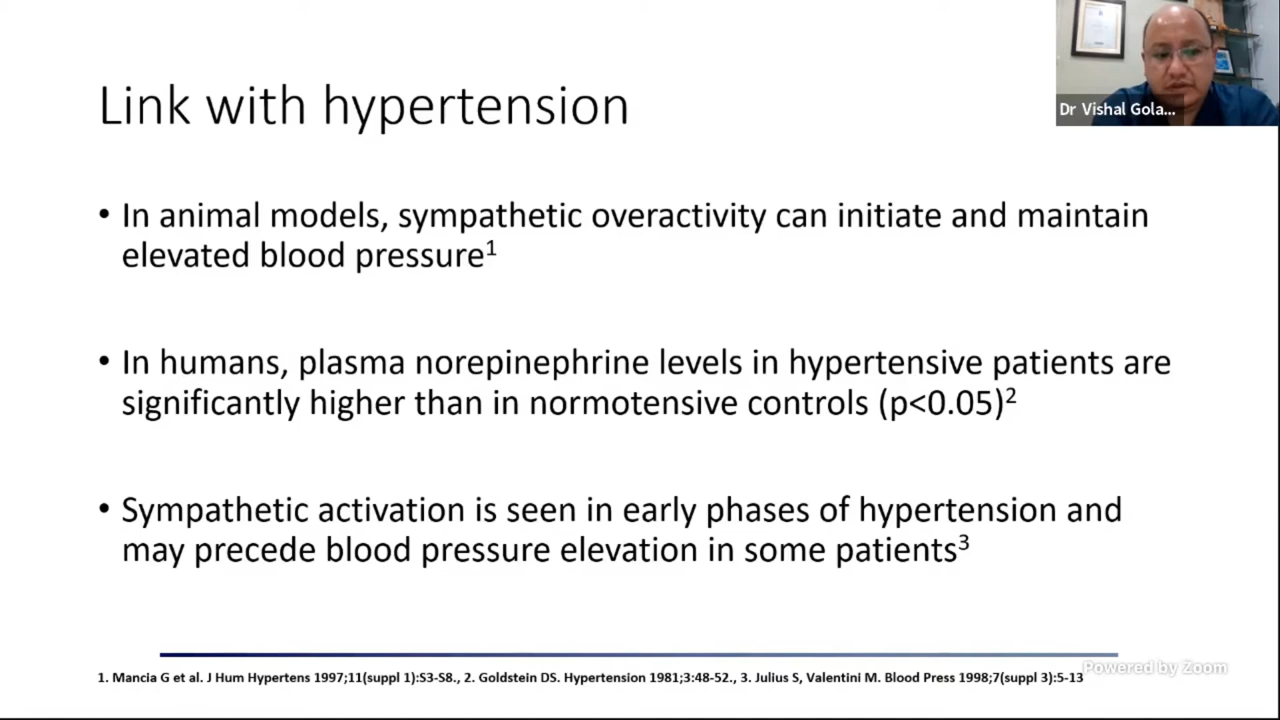 Link with hypertension
Dr Vishal Gola...
• In animal models, sympathetic overactivity can initiate and maintain
elevated blood pressure¹
• In humans, plasma norepinephrine levels in hypertensive patients are
significantly higher than in normotensive controls (p<0.05)²
• Sympathetic activation is seen in early phases of hypertension and
may precede blood pressure elevation in some patients³
Powered by Zoom
1. Mancia G et al. J Hum Hypertens 1997;11(suppl 1):S3-S8., 2. Goldstein DS. Hypertension 1981;3:48-52., 3. Julius S, Valentini M. Blood Press 1998;7(suppl 3):5-13